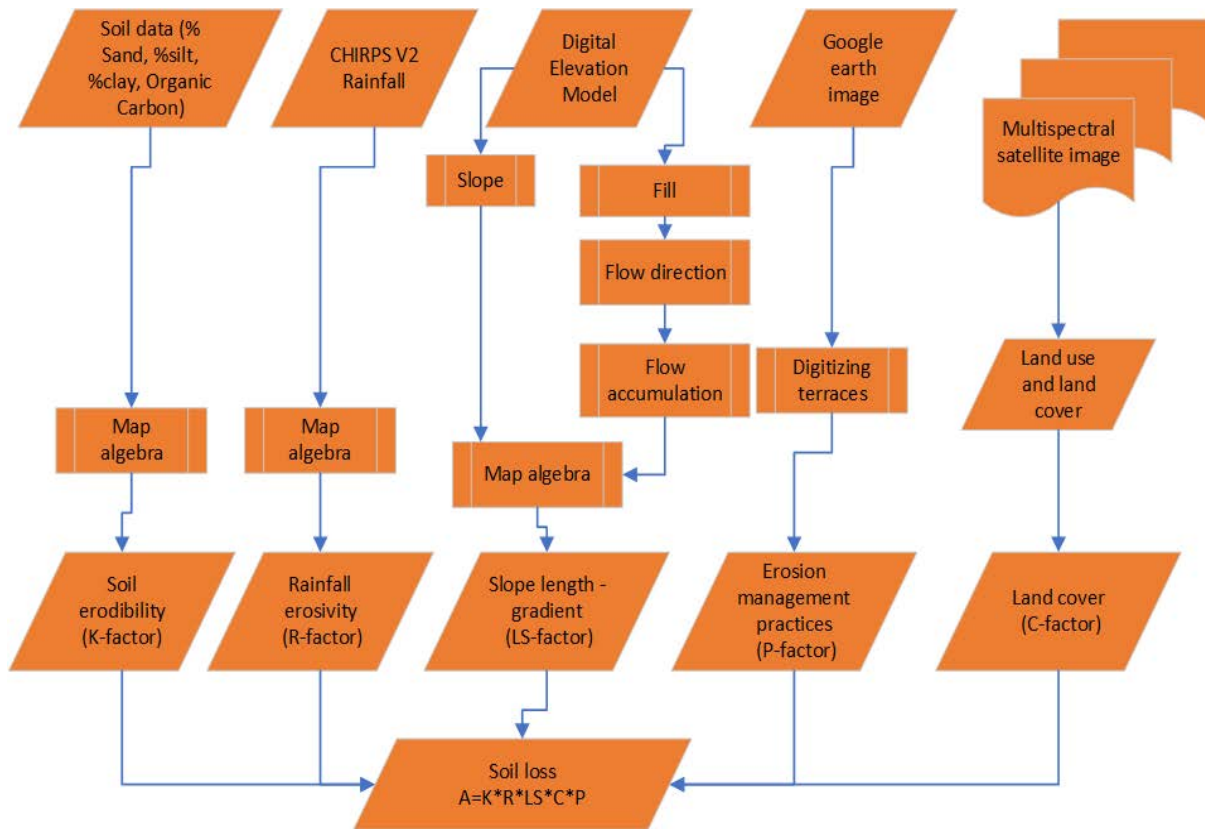 Soil data (%
Sand, %silt,
%clay, Organic
Carbon)
CHIRPS V2
Rainfall
Digital
Elevation
Model
Google
earth
image
Multispectral
satellite image
Slope
Fill
Flow direction
Flow
accumulation
Digitizing
terraces
Land use
and land
cover
Map
algebra
Map
algebra
Map algebra
Soil
erodibility
(K-factor)
Rainfall
erosivity
(R-factor)
Slope length -
gradient
(LS-factor)
Erosion
management
practices
(P-factor)
Land cover
(C-factor)
Soil loss
A=K*R*LS*C*P